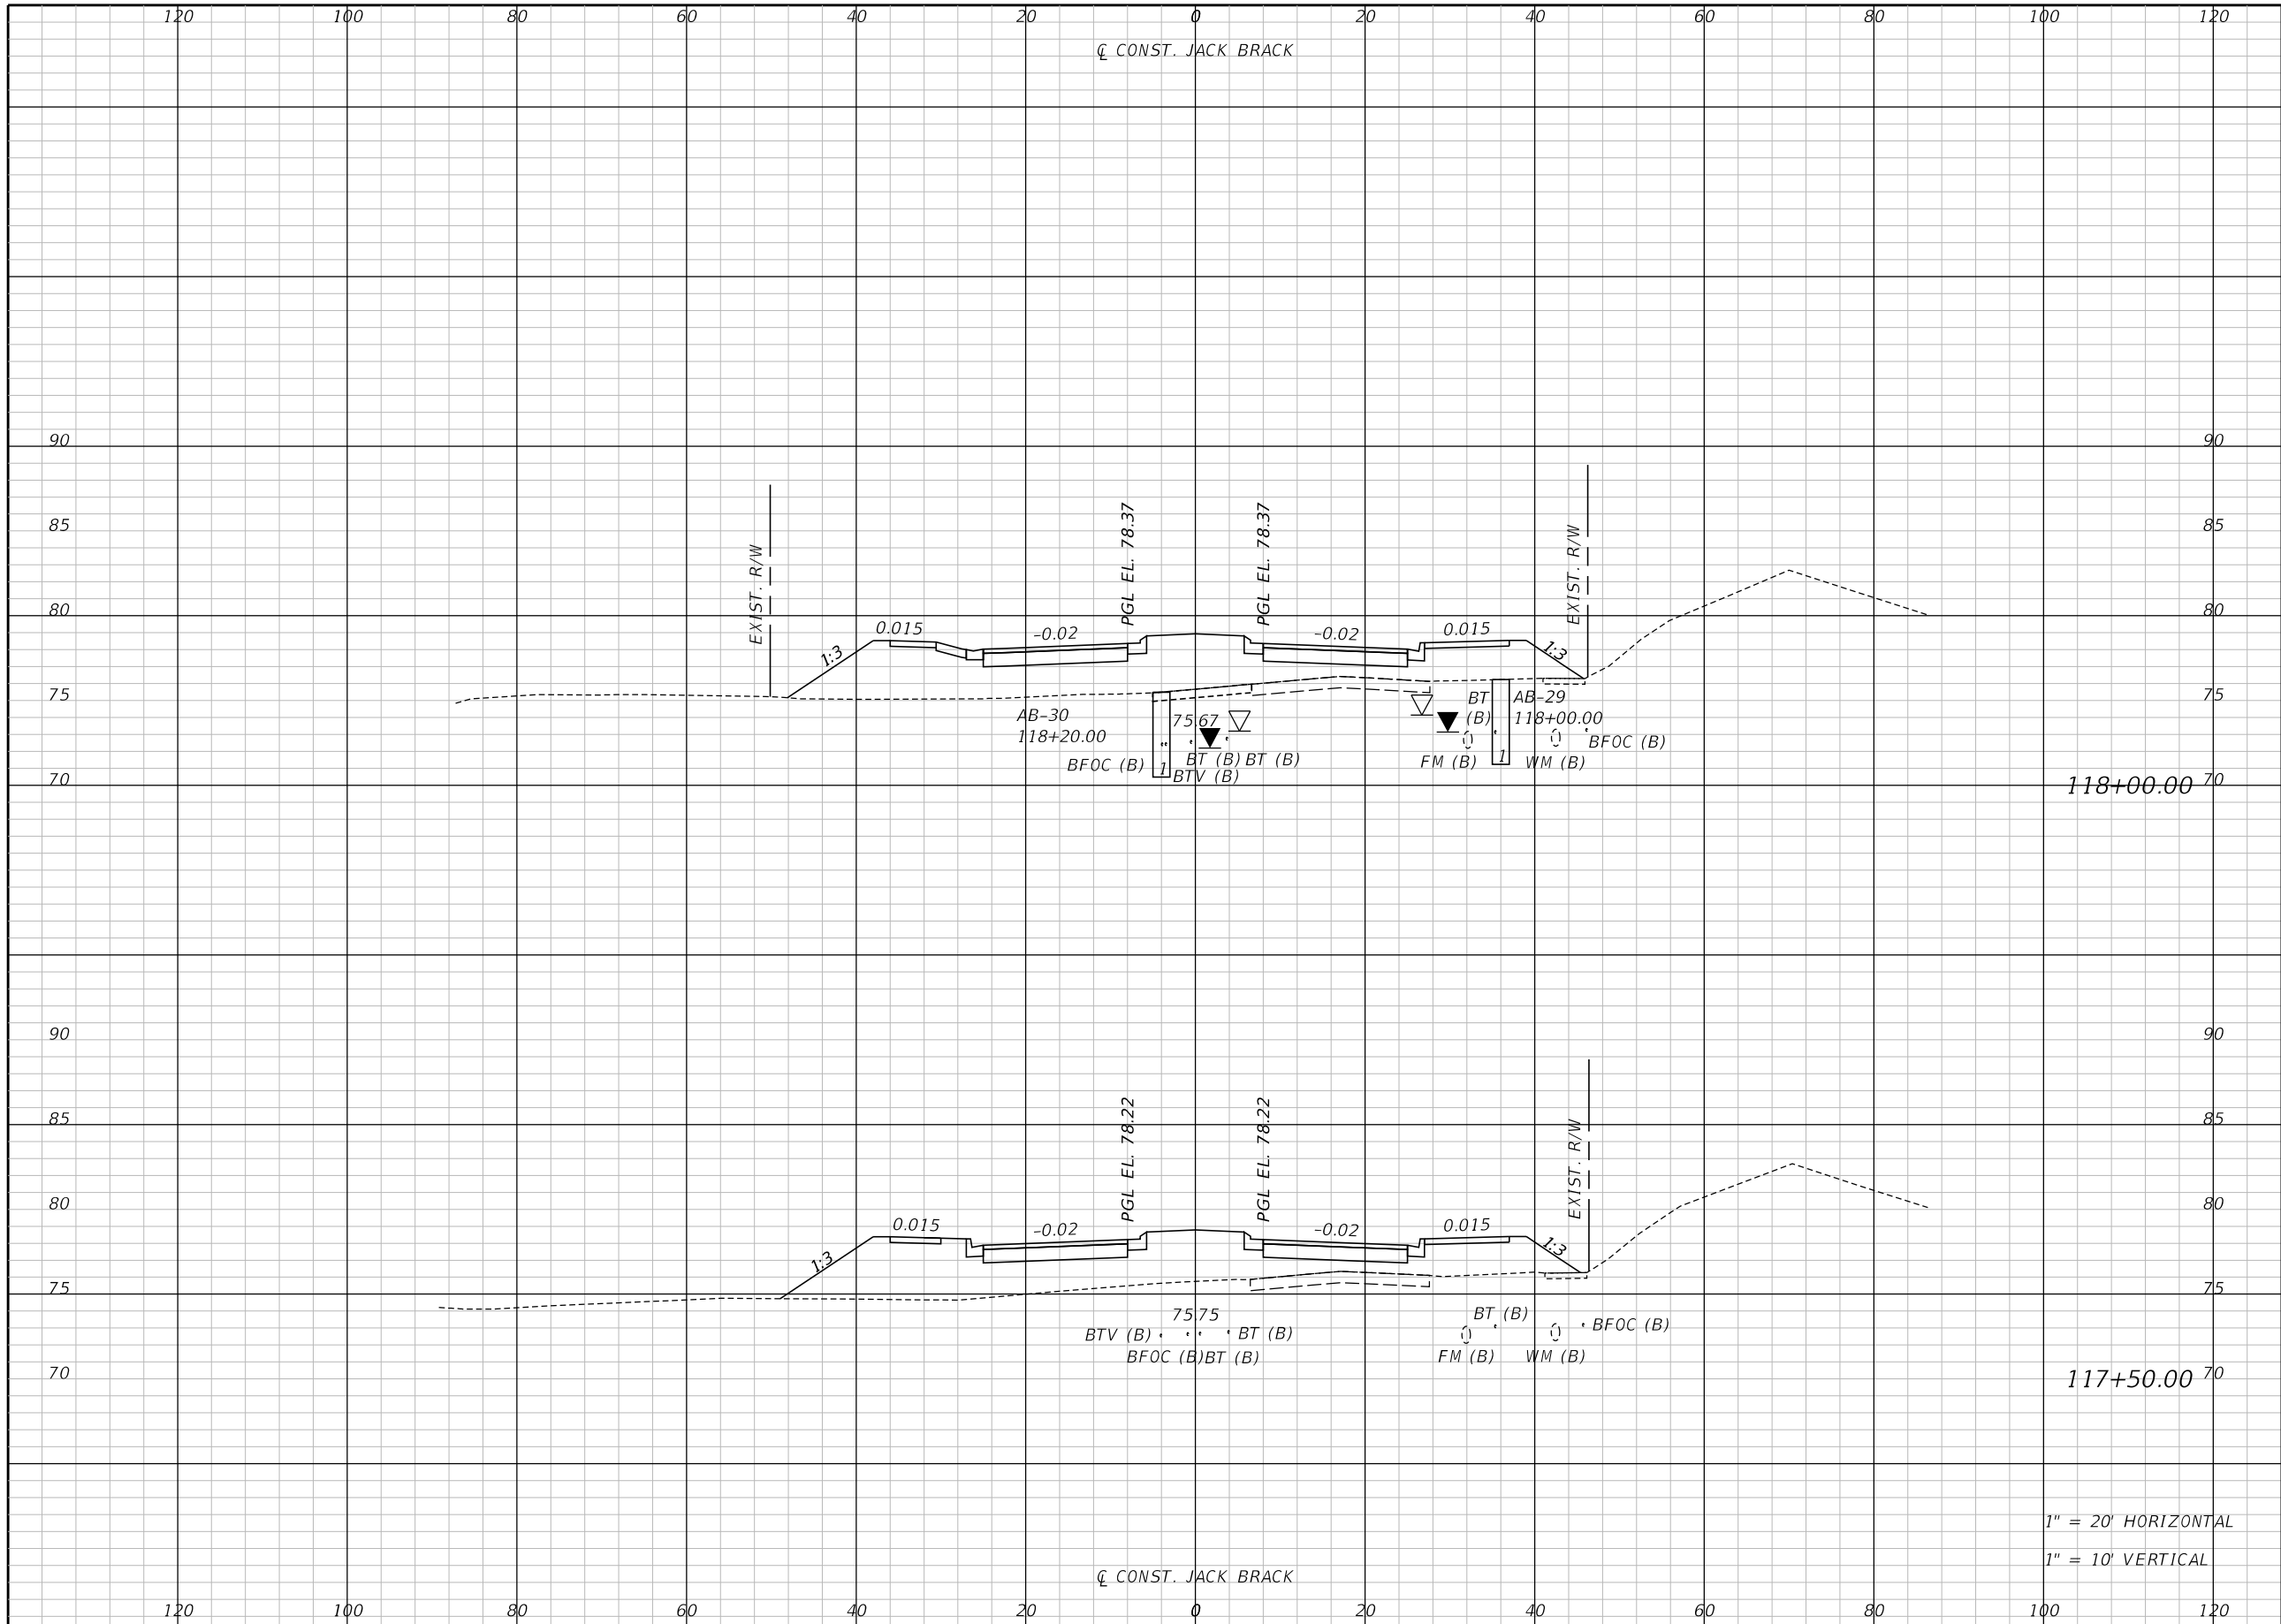 120 100 80 60 40 20 0 20 40 60 80 100 120
℄ CONST. JACK BRACK
90 90
85 85
80 80
75 75
70 70
EXIST. R/W
PGL EL. 78.37
PGL EL. 78.37
EXIST. R/W
1:3
0.015
-0.02
-0.02
0.015
1:3
AB-30
118+20.00
75.67
BT
(B)
AB-29
118+00.00
BFOC (B)
1
BT (B)
BT (B)
BTV (B)
FM (B)
1
WM (B)
BFOC (B)
118+00.00
90 90
85 85
80 80
75 75
70 70
PGL EL. 78.22
PGL EL. 78.22
EXIST. R/W
1:3
0.015
-0.02
-0.02
0.015
1:3
75.75
BTV (B)
BT (B)
BFOC (B)
BT (B)
BT (B)
BFOC (B)
FM (B)
WM (B)
117+50.00
1" = 20' HORIZONTAL
1" = 10' VERTICAL
℄ CONST. JACK BRACK
120 100 80 60 40 20 0 20 40 60 80 100 120